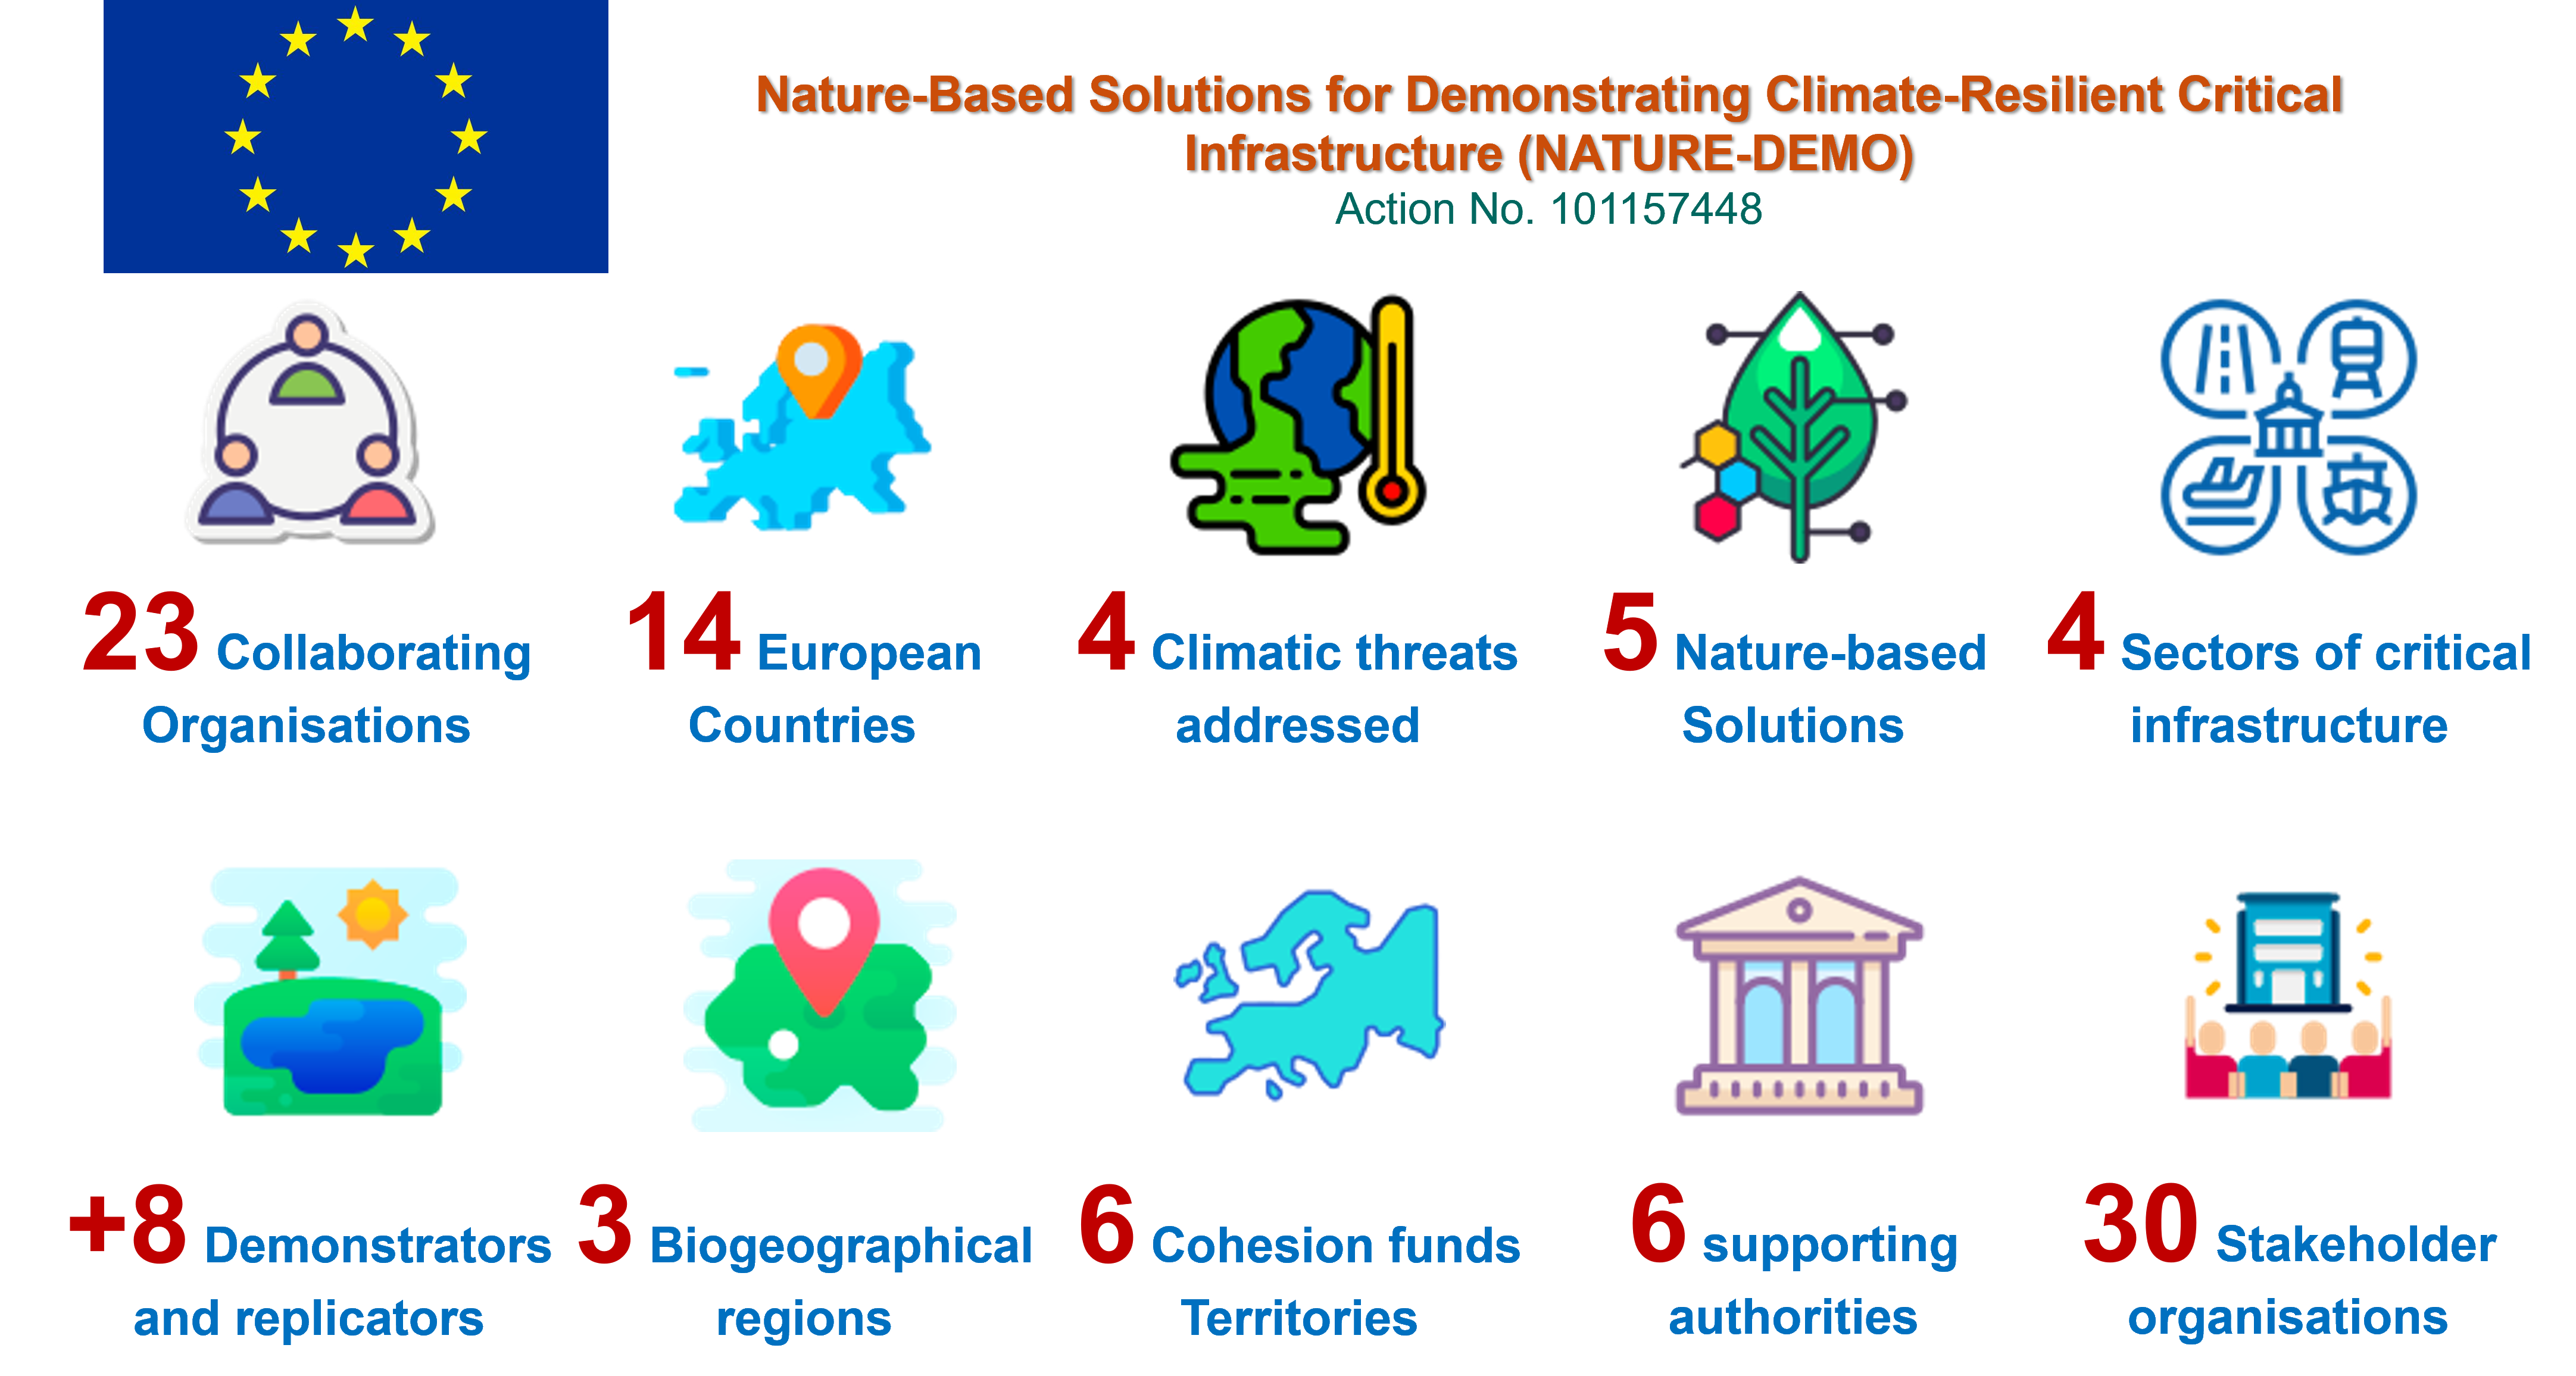 Nature-Based Solutions for Demonstrating Climate-Resilient Critical
Infrastructure (NATURE-DEMO)
Action No. 101157448
23 Collaborating
Organisations
14 European
Countries
4 Climatic threats
addressed
5 Nature-based
Solutions
4 Sectors of critical
infrastructure
+8 Demonstrators
and replicators
3 Biogeographical
regions
6 Cohesion funds
Territories
6 supporting
authorities
30 Stakeholder
organisations